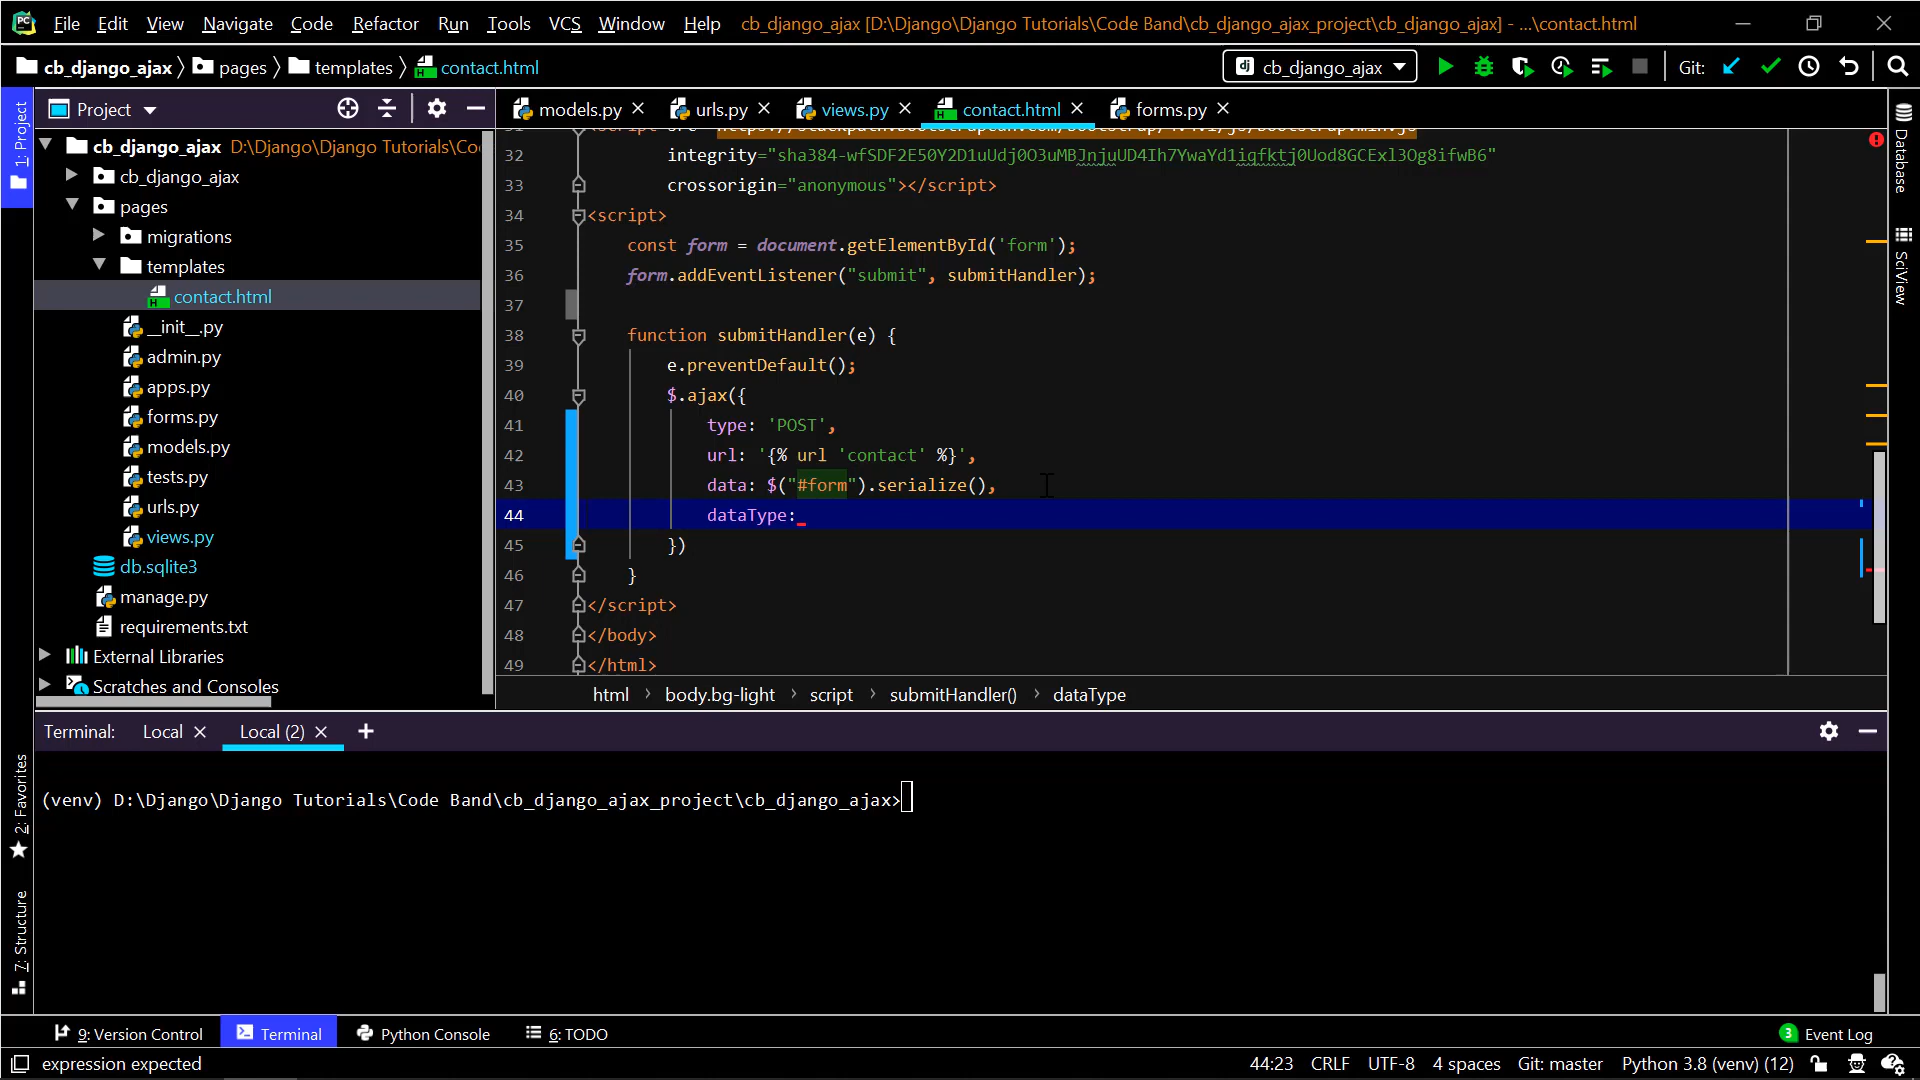 File Edit View Navigate Code Refactor Run Tools VCS Window Help cb_django_ajax [D:\Django\Django Tutorials\Code Band\cb_django_ajax_project\cb_django_ajax] - ...\contact.html
cb_django_ajax pages templates contact.html cb_django_ajax Git:
Project models.py urls.py views.py contact.html forms.py
1: Project
cb_django_ajax D:\Django\Django Tutorials\Co
cb_django_ajax
pages
migrations
templates
contact.html
__init__.py
admin.py
apps.py
forms.py
models.py
tests.py
urls.py
views.py
db.sqlite3
manage.py
requirements.txt
External Libraries
Scratches and Consoles
32 integrity="sha384-wfSDF2E50Y2D1uUdj0O3uMBJnjuUD4Ih7YwaYd1iqfktj0Uod8GCExl3Og8ifwB6"
33 crossorigin="anonymous"></script>
34 <script>
35 const form = document.getElementById('form');
36 form.addEventListener("submit", submitHandler);
37
38 function submitHandler(e) {
39 e.preventDefault();
40 $.ajax({
41 type: 'POST',
42 url: '{% url 'contact' %}',
43 data: $("#form").serialize(),
44 dataType:
45 })
46 }
47 </script>
48 </body>
49 </html>
html body.bg-light script submitHandler() dataType
Database
SciView
Terminal: Local Local (2)
(venv) D:\Django\Django Tutorials\Code Band\cb_django_ajax_project\cb_django_ajax>
2: Favorites
7: Structure
9: Version Control Terminal Python Console 6: TODO 3 Event Log
expression expected 44:23 CRLF UTF-8 4 spaces Git: master Python 3.8 (venv) (12)